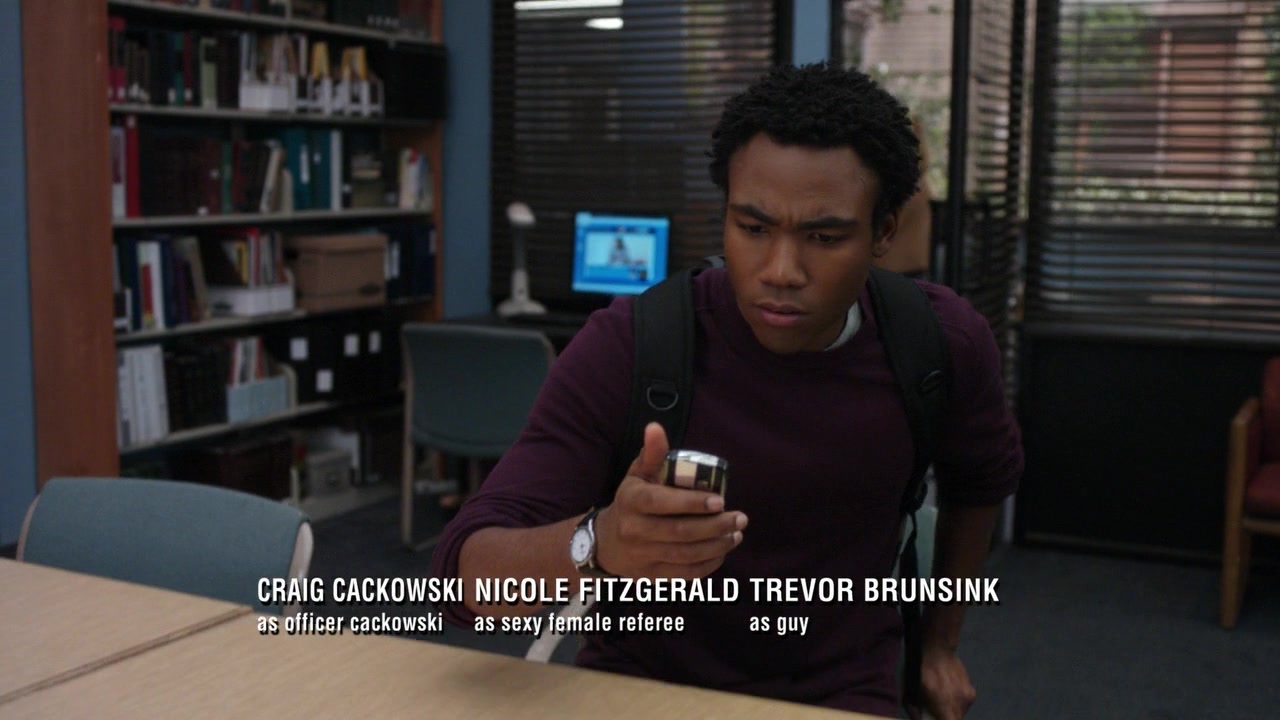 CRAIG CACKOWSKI NICOLE FITZGERALD TREVOR BRUNSINK
as officer cackowski as sexy female referee as guy